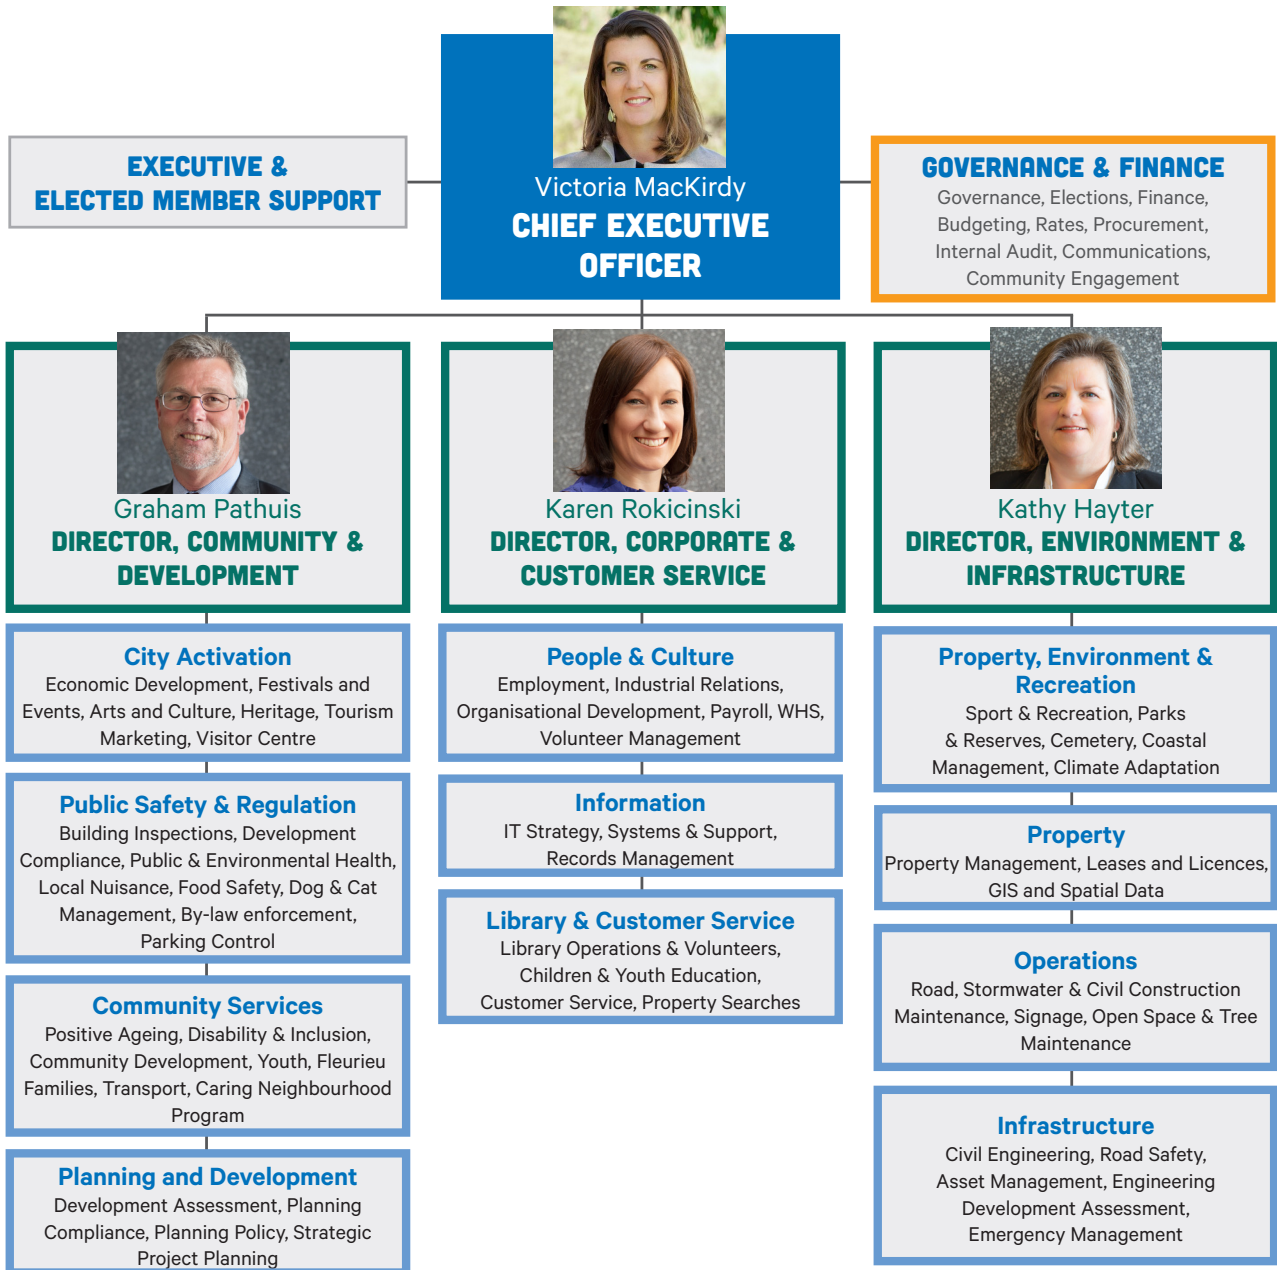 Victoria MacKirdy
CHIEF EXECUTIVE
OFFICER
EXECUTIVE &
ELECTED MEMBER SUPPORT
GOVERNANCE & FINANCE
Governance, Elections, Finance,
Budgeting, Rates, Procurement,
Internal Audit, Communications,
Community Engagement
Graham Pathuis
DIRECTOR, COMMUNITY &
DEVELOPMENT
City Activation
Economic Development, Festivals and
Events, Arts and Culture, Heritage, Tourism
Marketing, Visitor Centre
Public Safety & Regulation
Building Inspections, Development
Compliance, Public & Environmental Health,
Local Nuisance, Food Safety, Dog & Cat
Management, By-law enforcement,
Parking Control
Community Services
Positive Ageing, Disability & Inclusion,
Community Development, Youth, Fleurieu
Families, Transport, Caring Neighbourhood
Program
Planning and Development
Development Assessment, Planning
Compliance, Planning Policy, Strategic
Project Planning
Karen Rokicinski
DIRECTOR, CORPORATE &
CUSTOMER SERVICE
People & Culture
Employment, Industrial Relations,
Organisational Development, Payroll, WHS,
Volunteer Management
Information
IT Strategy, Systems & Support,
Records Management
Library & Customer Service
Library Operations & Volunteers,
Children & Youth Education,
Customer Service, Property Searches
Kathy Hayter
DIRECTOR, ENVIRONMENT &
INFRASTRUCTURE
Property, Environment &
Recreation
Sport & Recreation, Parks
& Reserves, Cemetery, Coastal
Management, Climate Adaptation
Property
Property Management, Leases and Licences,
GIS and Spatial Data
Operations
Road, Stormwater & Civil Construction
Maintenance, Signage, Open Space & Tree
Maintenance
Infrastructure
Civil Engineering, Road Safety,
Asset Management, Engineering
Development Assessment,
Emergency Management